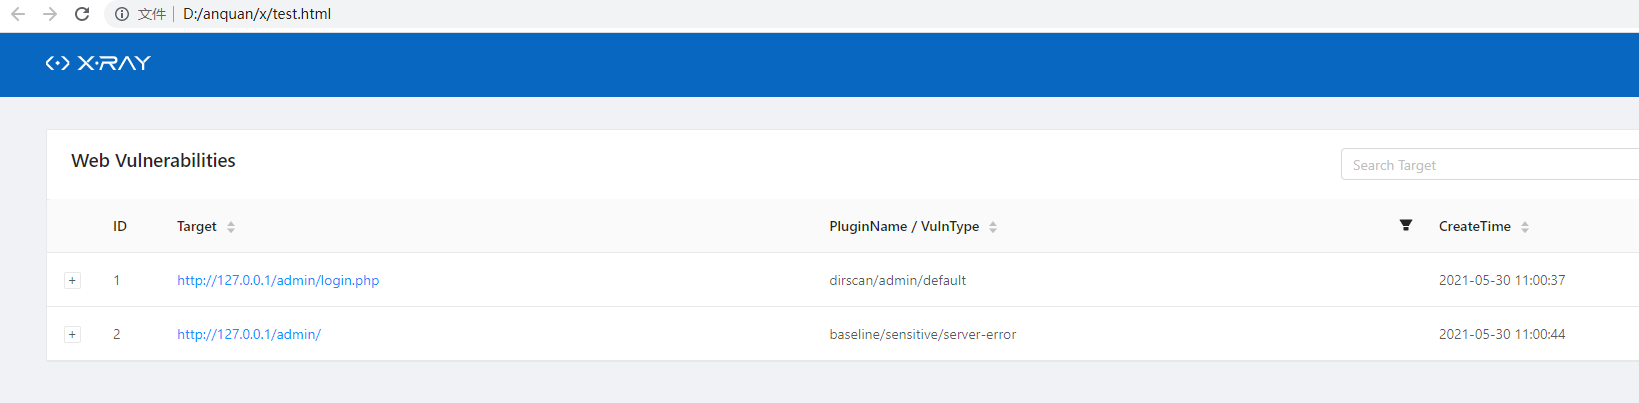 文件 D:/anquan/x/test.html
X·RAY
Web Vulnerabilities
Search Target
ID Target PluginName / VulnType CreateTime
+ 1 http://127.0.0.1/admin/login.php dirscan/admin/default 2021-05-30 11:00:37
+ 2 http://127.0.0.1/admin/ baseline/sensitive/server-error 2021-05-30 11:00:44